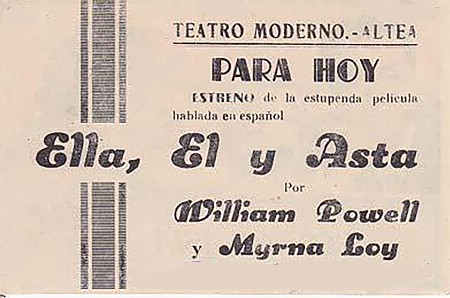 TEATRO MODERNO.-ALTEA
PARA HOY
ESTRENO de la estupenda pelicula
hablada en español
Ella, El y Asta
Por
William Powell
y Myrna Loy